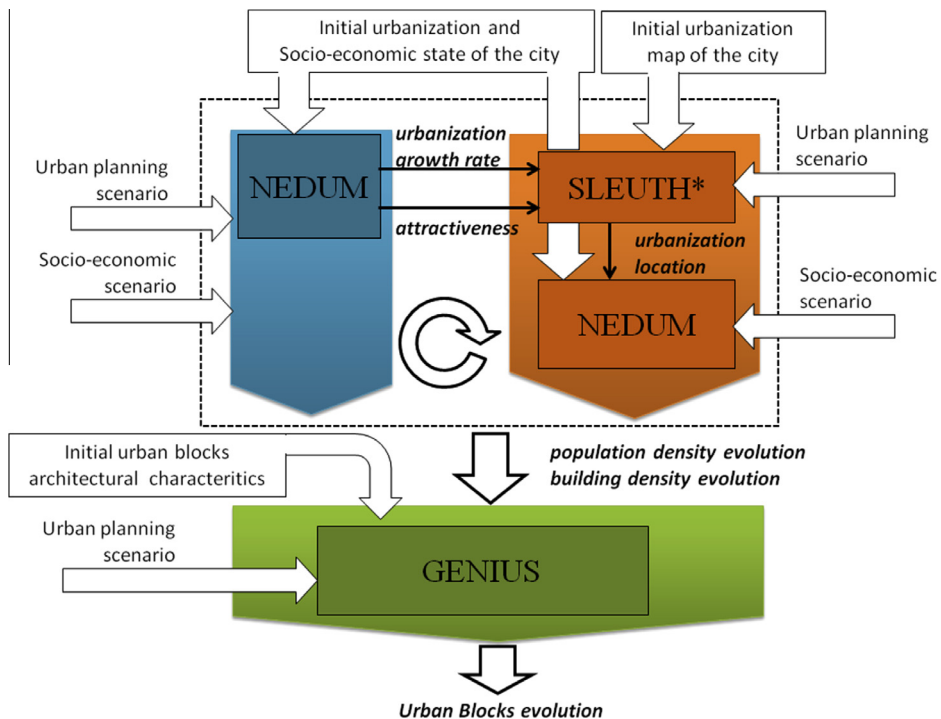 Initial urbanization and
Socio-economic state of the city
Initial urbanization
map of the city
Urban planning
scenario
Socio-economic
scenario
NEDUM
urbanization
growth rate
attractiveness
SLEUTH*
urbanization
location
NEDUM
Urban planning
scenario
Socio-economic
scenario
population density evolution
building density evolution
Initial urban blocks
architectural characteritics
Urban planning
scenario
GENIUS
Urban Blocks evolution